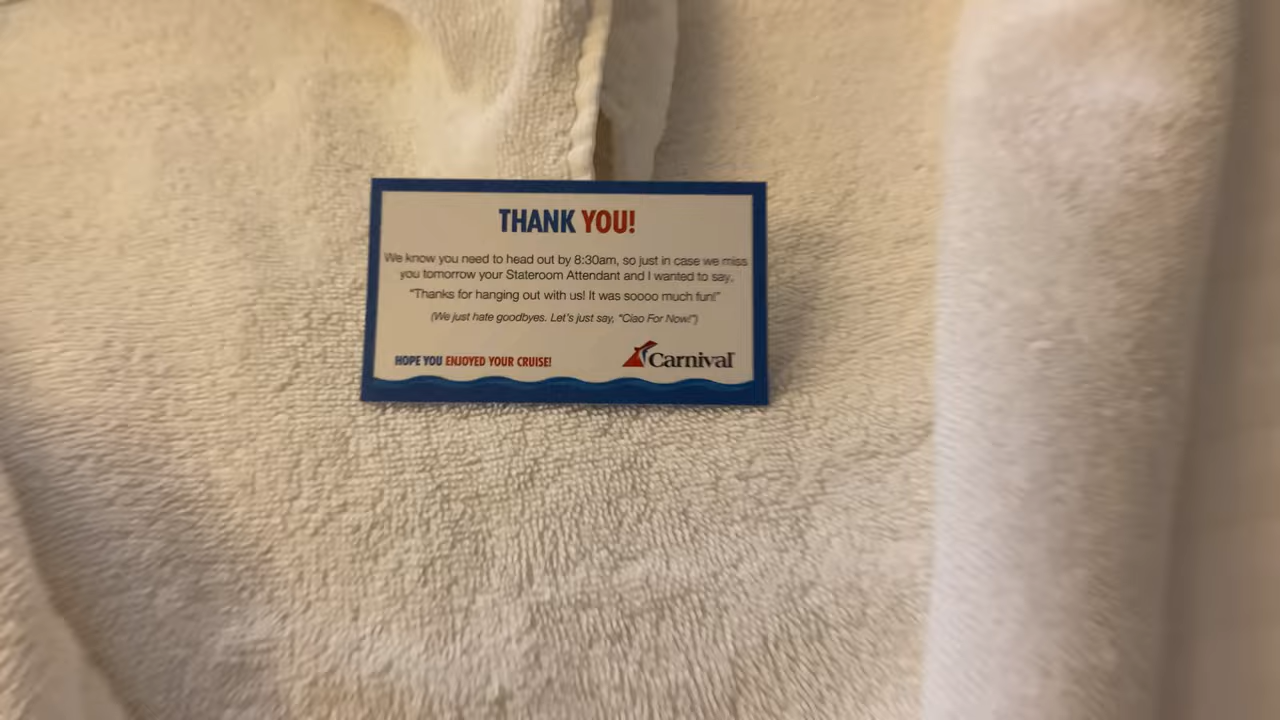 THANK YOU!
We know you need to head out by 8:30am, so just in case we miss
you tomorrow your Stateroom Attendant and I wanted to say,
"Thanks for hanging out with us! It was soooo much fun!"
(We just hate goodbyes. Let's just say, "Ciao For Now!")
HOPE YOU ENJOYED YOUR CRUISE!
Carnival